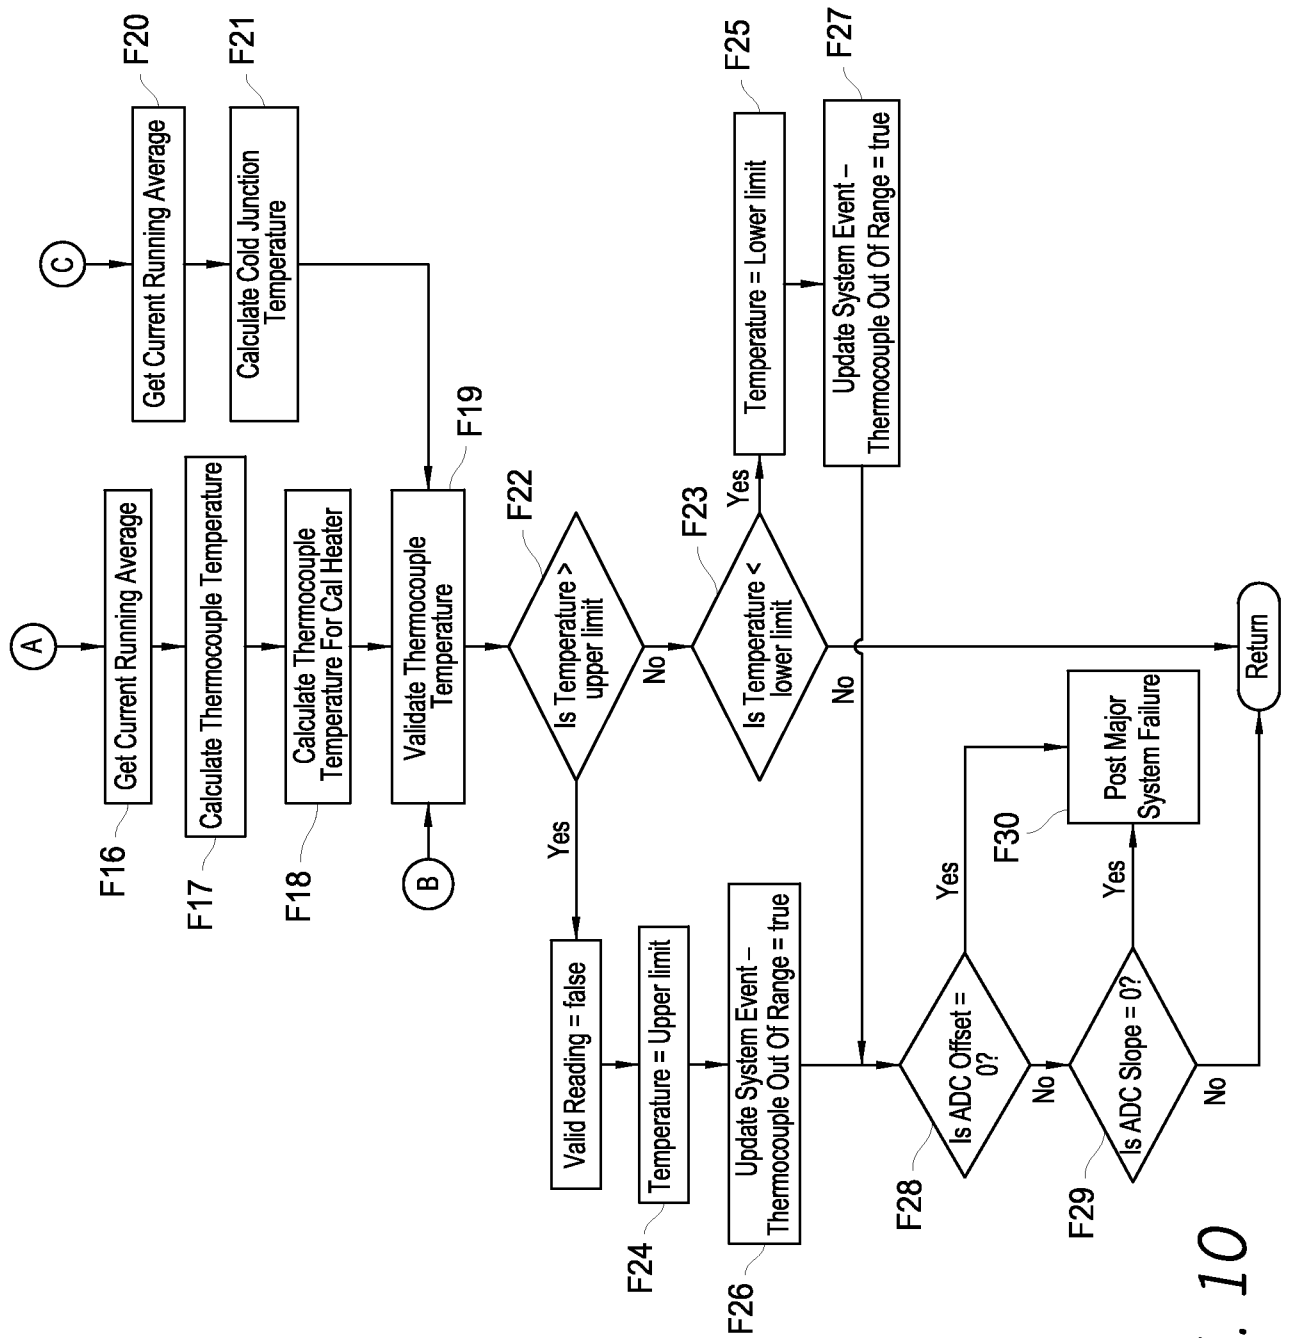 A
C
F16
Get Current Running Average
Get Current Running Average
F20
F17
Calculate Thermocouple Temperature
Calculate Cold Junction
Temperature
F21
F18
Calculate Thermocouple
Temperature For Cal Heater
B
Validate Thermocouple
Temperature
F19
Is Temperature >
upper limit
F22
Yes
No
Valid Reading = false
Is Temperature <
lower limit
F23
Yes
No
Temperature = Lower limit
F25
F24
Temperature = Upper limit
F26
Update System Event –
Thermocouple Out Of Range = true
Update System Event –
Thermocouple Out Of Range = true
F27
F28
Is ADC Offset =
0?
Yes
No
F30
Post Major
System Failure
F29
Is ADC Slope = 0?
Yes
No
Return
. 10